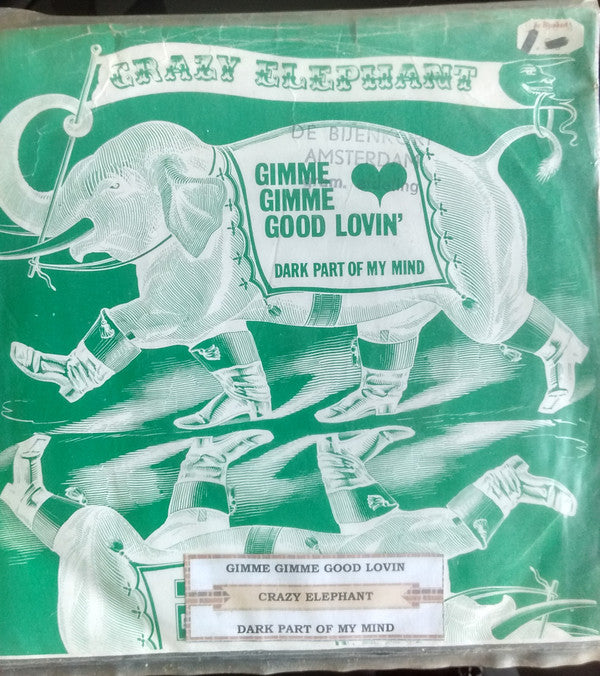 CRAZY ELEPHANT
DE BIJENKORF
AMSTERDAM
GIMME
GIMME
GOOD LOVIN'
DARK PART OF MY MIND
GIMME GIMME GOOD LOVIN
CRAZY ELEPHANT
DARK PART OF MY MIND